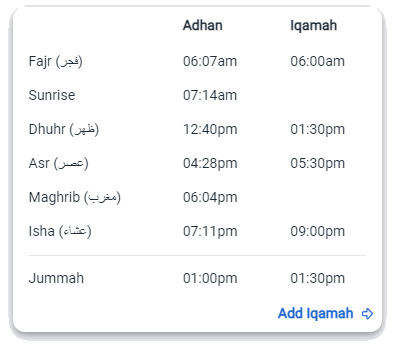 Adhan Iqamah
Fajr (فجر) 06:07am 06:00am
Sunrise 07:14am
Dhuhr (ظهر) 12:40pm 01:30pm
Asr (عصر) 04:28pm 05:30pm
Maghrib (مغرب) 06:04pm
Isha (عشاء) 07:11pm 09:00pm
Jummah 01:00pm 01:30pm
Add Iqamah